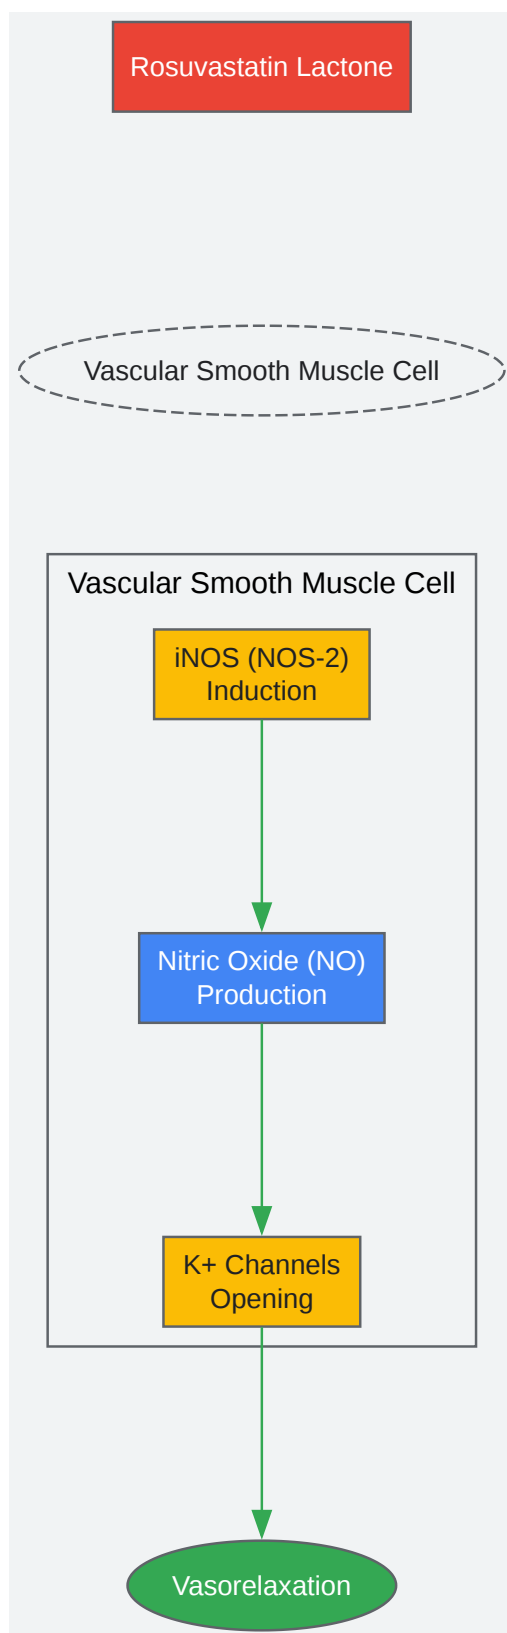 Rosuvastatin Lactone
Vascular Smooth Muscle Cell
Vascular Smooth Muscle Cell
iNOS (NOS-2)
Induction
Nitric Oxide (NO)
Production
K+ Channels
Opening
Vasorelaxation